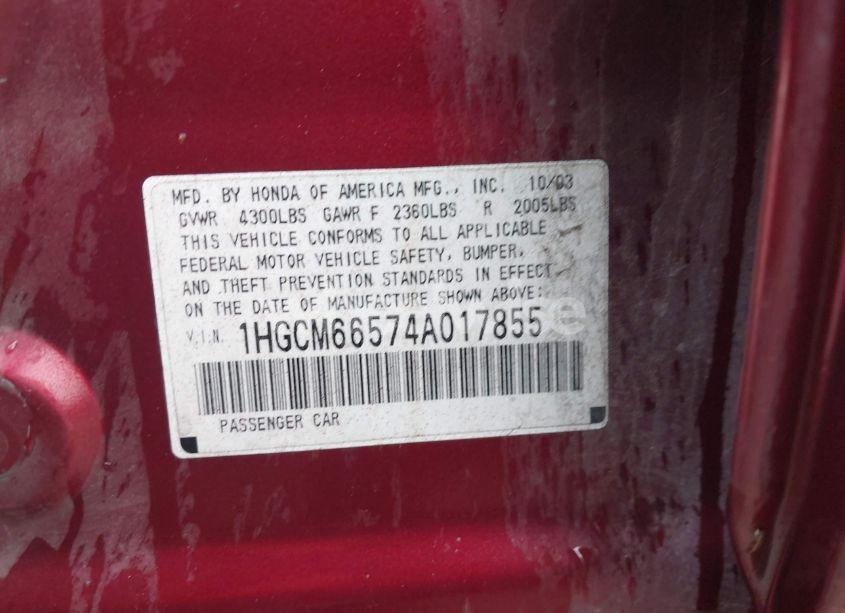 MFD. BY HONDA OF AMERICA MFG., INC. 10/03
GVWR 4300LBS GAWR F 2360LBS R 2005LBS
THIS VEHICLE CONFORMS TO ALL APPLICABLE
FEDERAL MOTOR VEHICLE SAFETY, BUMPER,
AND THEFT PREVENTION STANDARDS IN EFFECT
ON THE DATE OF MANUFACTURE SHOWN ABOVE:
V.I.N. 1HGCM66574A017855
PASSENGER CAR